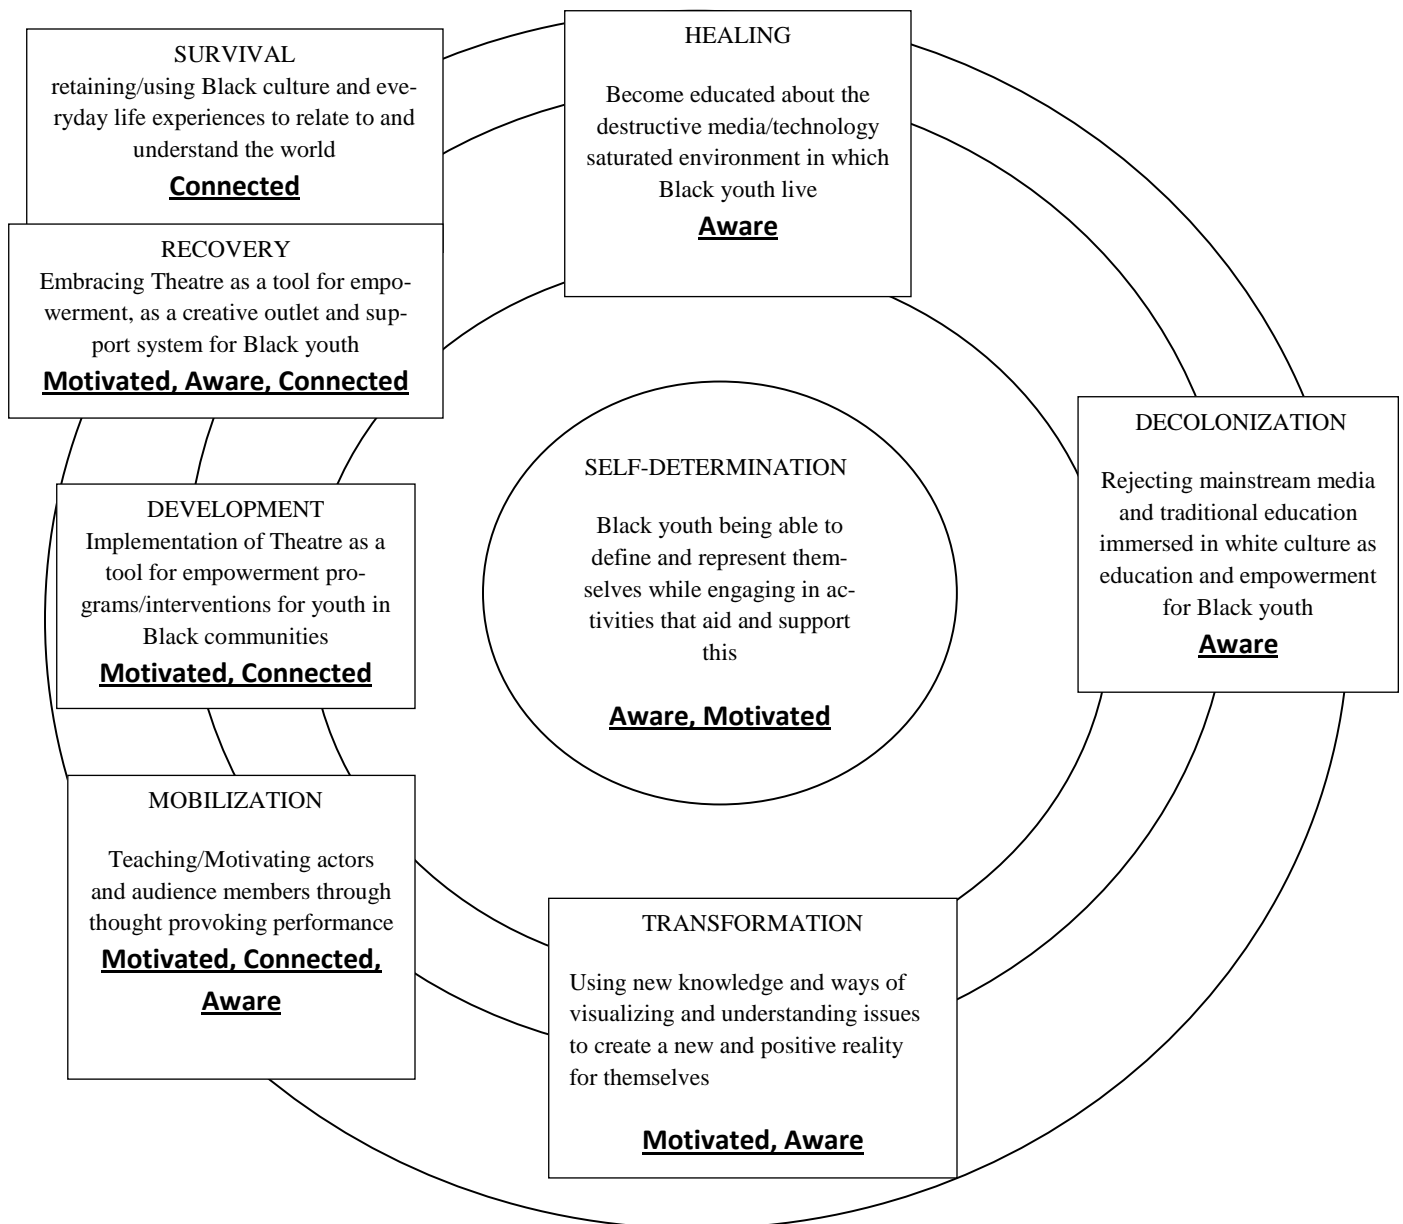 SURVIVAL
retaining/using Black culture and eve-
ryday life experiences to relate to and
understand the world
Connected
RECOVERY
Embracing Theatre as a tool for empo-
werment, as a creative outlet and sup-
port system for Black youth
Motivated, Aware, Connected
DEVELOPMENT
Implementation of Theatre as a
tool for empowerment pro-
grams/interventions for youth in
Black communities
Motivated, Connected
MOBILIZATION
Teaching/Motivating actors
and audience members through
thought provoking performance
Motivated, Connected,
Aware
HEALING
Become educated about the
destructive media/technology
saturated environment in which
Black youth live
Aware
SELF-DETERMINATION
Black youth being able to
define and represent them-
selves while engaging in ac-
tivities that aid and support
this
Aware, Motivated
TRANSFORMATION
Using new knowledge and ways of
visualizing and understanding issues
to create a new and positive reality
for themselves
Motivated, Aware
DECOLONIZATION
Rejecting mainstream media
and traditional education
immersed in white culture as
education and empowerment
for Black youth
Aware